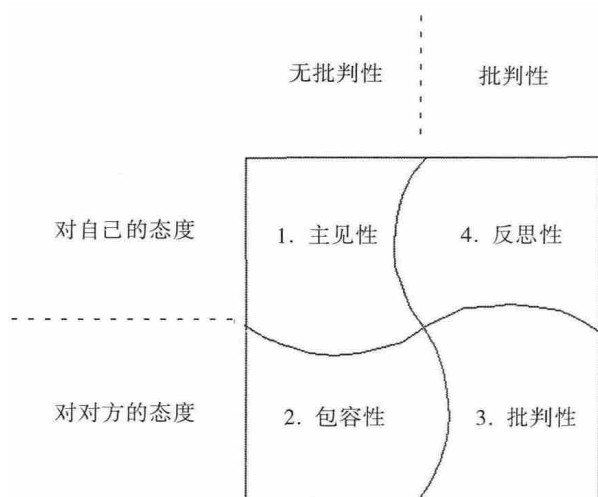 无批判性 批判性
对自己的态度 1. 主见性 4. 反思性
对对方的态度 2. 包容性 3. 批判性